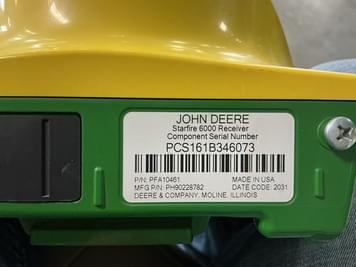 JOHN DEERE
Starfire 6000 Receiver
Component Serial Number
PCS161B346073
P/N: PFA10461 MADE IN USA
MFG P/N: PH90228782 DATE CODE: 2031
DEERE & COMPANY, MOLINE, ILLINOIS